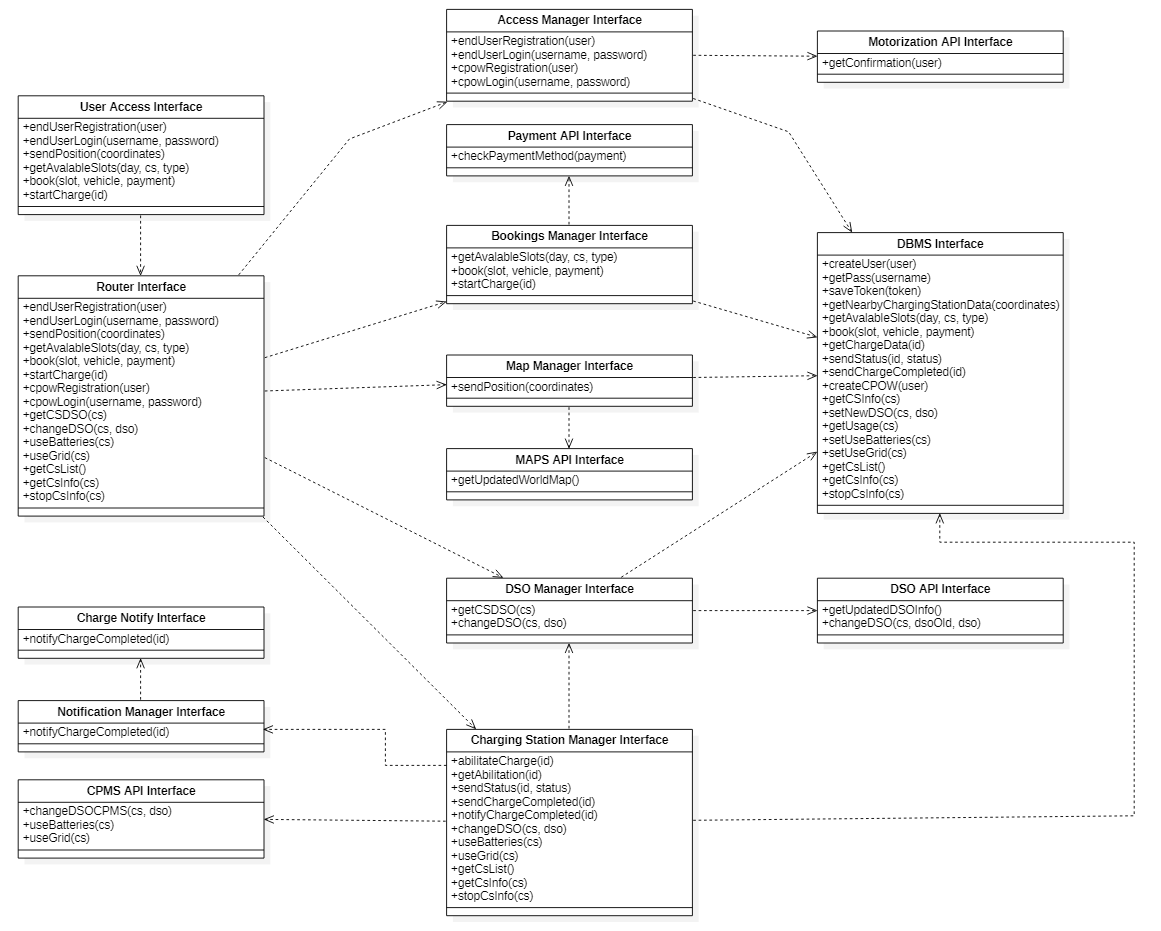 Access Manager Interface
+endUserRegistration(user)
+endUserLogin(username, password)
+cpowRegistration(user)
+cpowLogin(username, password)
Motorization API Interface
+getConfirmation(user)
User Access Interface
+endUserRegistration(user)
+endUserLogin(username, password)
+sendPosition(coordinates)
+getAvalableSlots(day, cs, type)
+book(slot, vehicle, payment)
+startCharge(id)
Payment API Interface
+checkPaymentMethod(payment)
Bookings Manager Interface
+getAvalableSlots(day, cs, type)
+book(slot, vehicle, payment)
+startCharge(id)
DBMS Interface
+createUser(user)
+getPass(username)
+saveToken(token)
+getNearbyChargingStationData(coordinates)
+getAvalableSlots(day, cs, type)
+book(slot, vehicle, payment)
+getChargeData(id)
+sendStatus(id, status)
+sendChargeCompleted(id)
+createCPOW(user)
+getCSInfo(cs)
+setNewDSO(cs, dso)
+getUsage(cs)
+setUseBatteries(cs)
+setUseGrid(cs)
+getCsList()
+getCsInfo(cs)
+stopCsInfo(cs)
Router Interface
+endUserRegistration(user)
+endUserLogin(username, password)
+sendPosition(coordinates)
+getAvalableSlots(day, cs, type)
+book(slot, vehicle, payment)
+startCharge(id)
+cpowRegistration(user)
+cpowLogin(username, password)
+getCSDSO(cs)
+changeDSO(cs, dso)
+useBatteries(cs)
+useGrid(cs)
+getCsList()
+getCsInfo(cs)
+stopCsInfo(cs)
Map Manager Interface
+sendPosition(coordinates)
MAPS API Interface
+getUpdatedWorldMap()
DSO Manager Interface
+getCSDSO(cs)
+changeDSO(cs, dso)
DSO API Interface
+getUpdatedDSOInfo()
+changeDSO(cs, dsoOld, dso)
Charge Notify Interface
+notifyChargeCompleted(id)
Notification Manager Interface
+notifyChargeCompleted(id)
CPMS API Interface
+changeDSOCPMS(cs, dso)
+useBatteries(cs)
+useGrid(cs)
Charging Station Manager Interface
+abilitateCharge(id)
+getAbilitation(id)
+sendStatus(id, status)
+sendChargeCompleted(id)
+notifyChargeCompleted(id)
+changeDSO(cs, dso)
+useBatteries(cs)
+useGrid(cs)
+getCsList()
+getCsInfo(cs)
+stopCsInfo(cs)